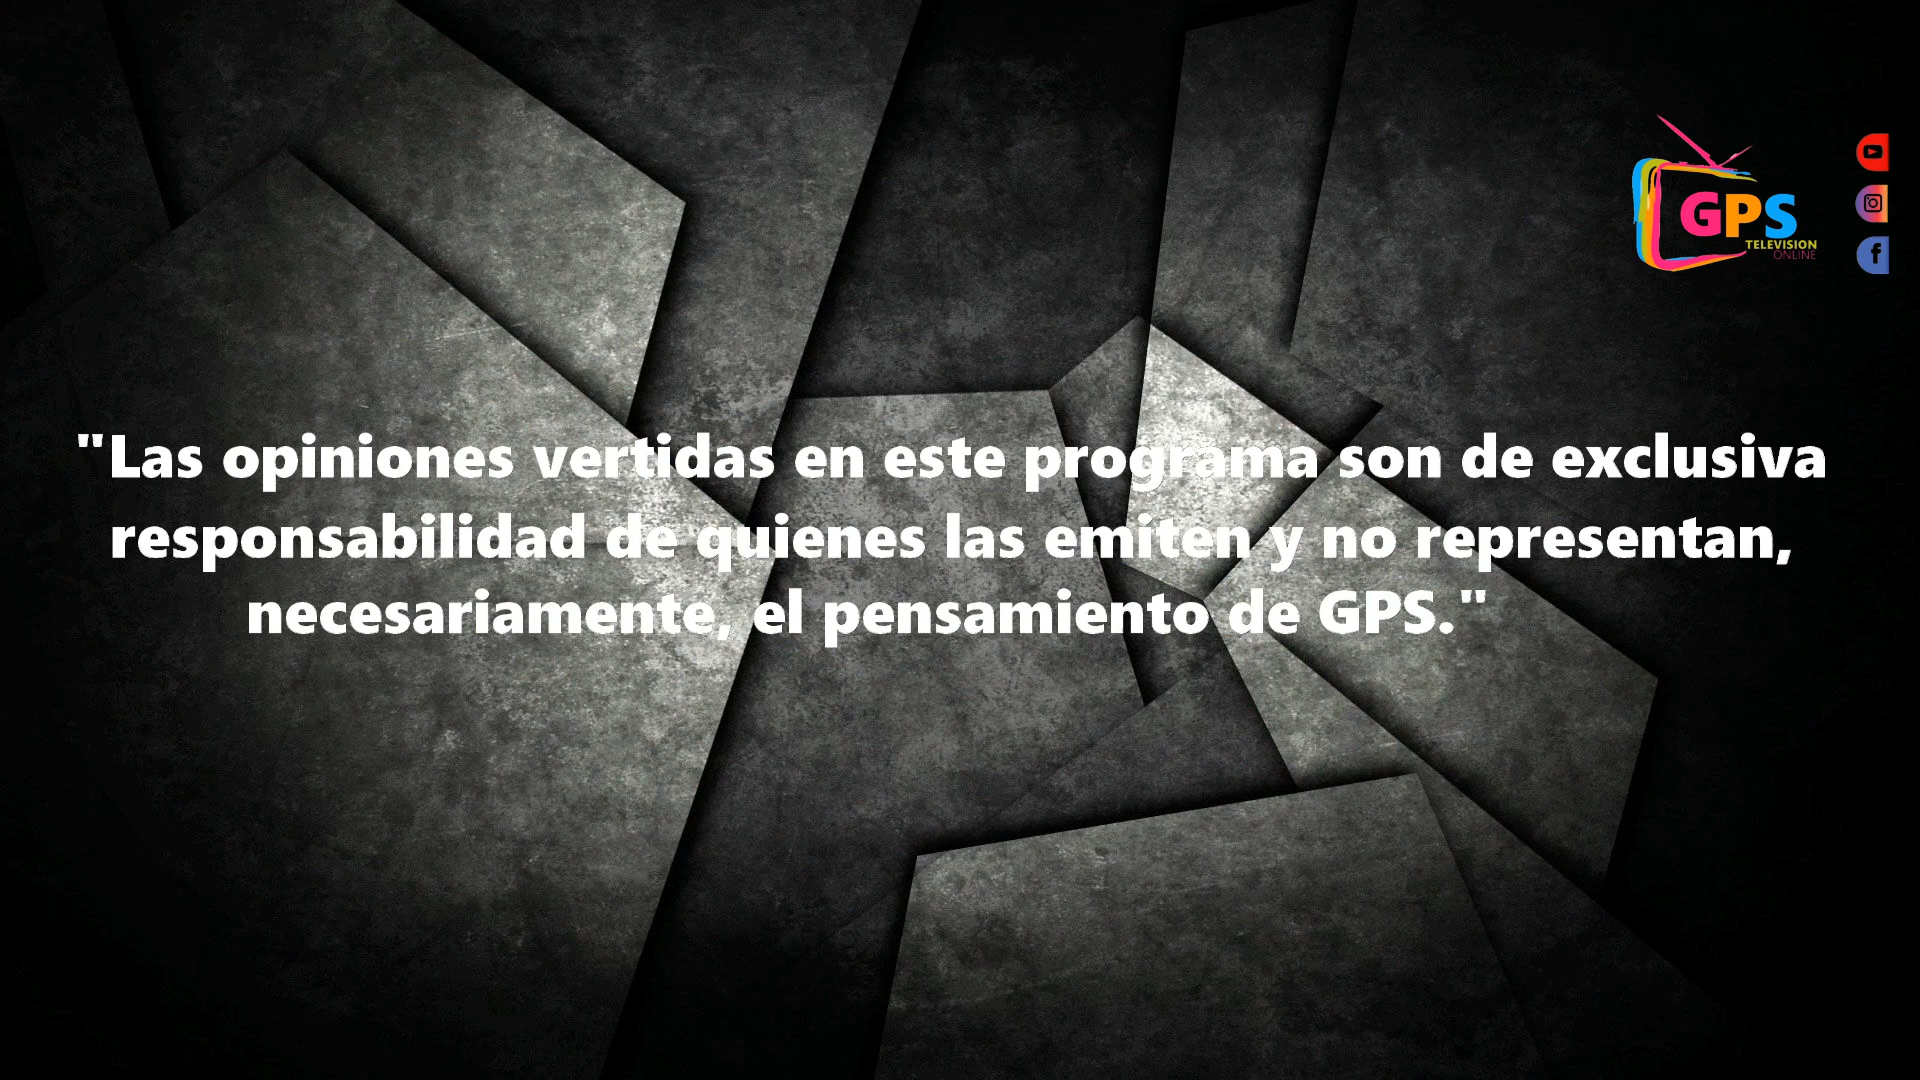 GPS
TELEVISION
ONLINE
"Las opiniones vertidas en este programa son de exclusiva
responsabilidad de quienes las emiten y no representan,
necesariamente, el pensamiento de GPS."